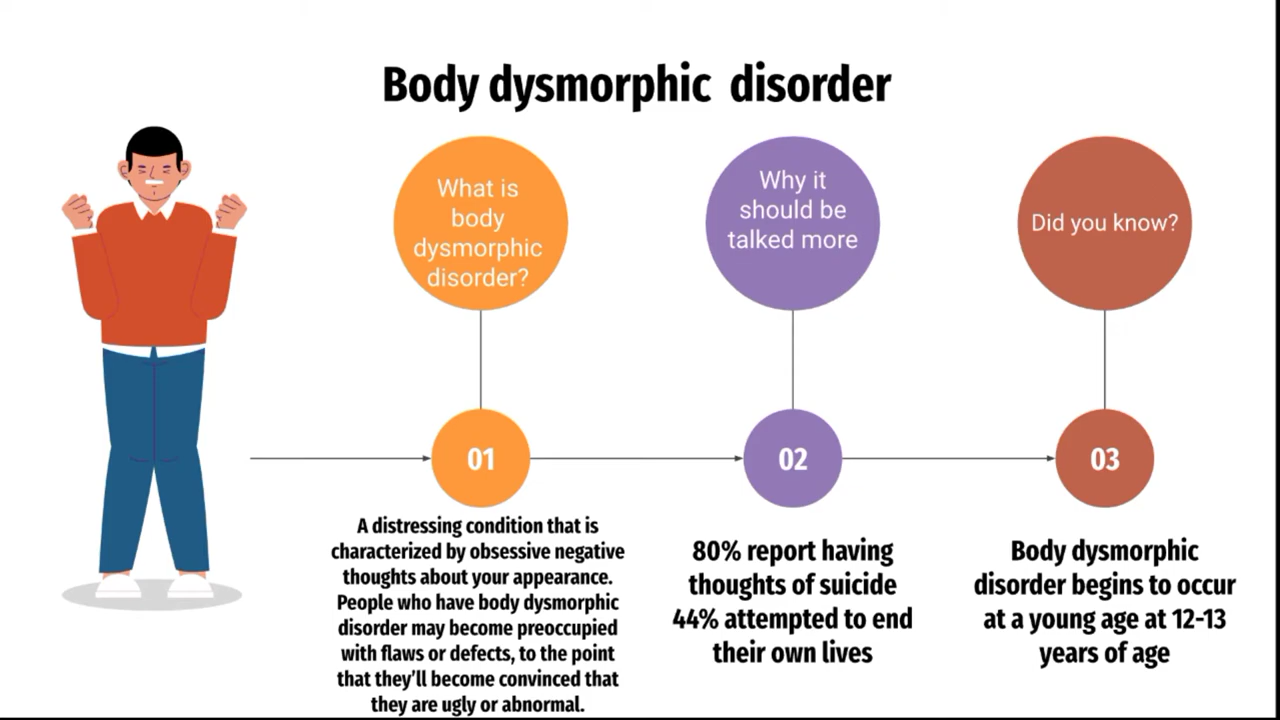 Body dysmorphic disorder
What is
body
dysmorphic
disorder?
Why it
should be
talked more
Did you know?
01
02
03
A distressing condition that is
characterized by obsessive negative
thoughts about your appearance.
People who have body dysmorphic
disorder may become preoccupied
with flaws or defects, to the point
that they’ll become convinced that
they are ugly or abnormal.
80% report having
thoughts of suicide
44% attempted to end
their own lives
Body dysmorphic
disorder begins to occur
at a young age at 12-13
years of age